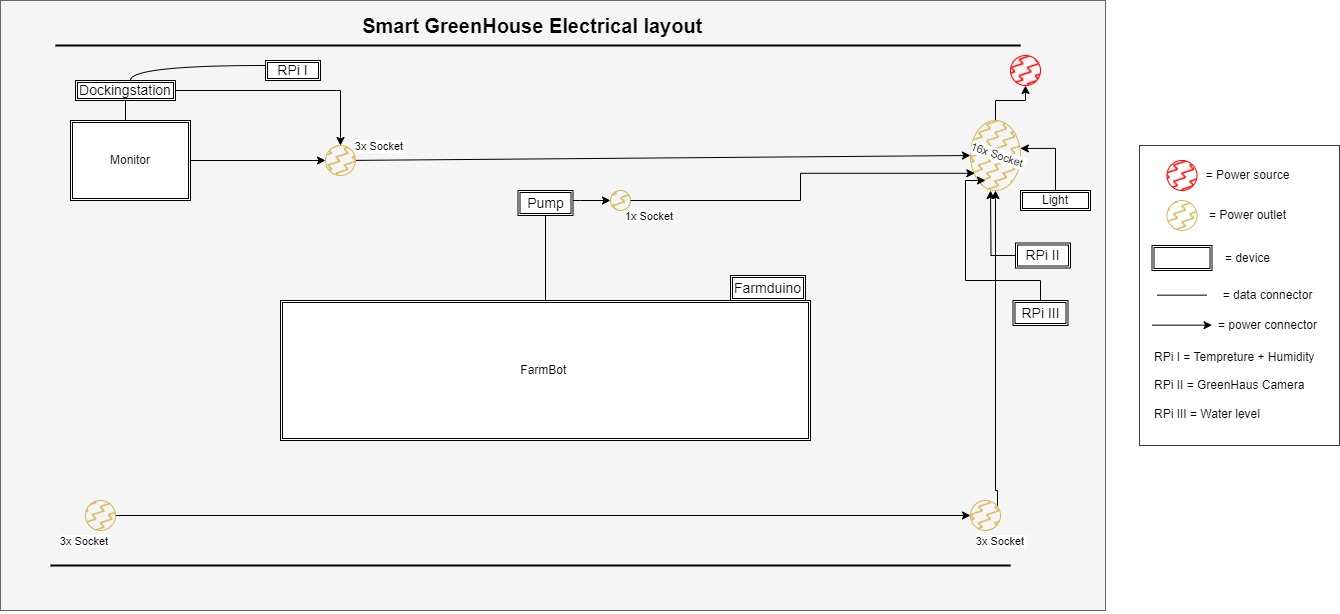 Smart GreenHouse Electrical layout
RPi I
Dockingstation
Monitor
3x Socket
16x Socket
Pump
1x Socket
Light
RPi II
Farmduino
RPi III
FarmBot
3x Socket
3x Socket
= Power source
= Power outlet
= device
= data connector
= power connector
RPi I = Tempreture + Humidity
RPi II = GreenHaus Camera
RPi III = Water level